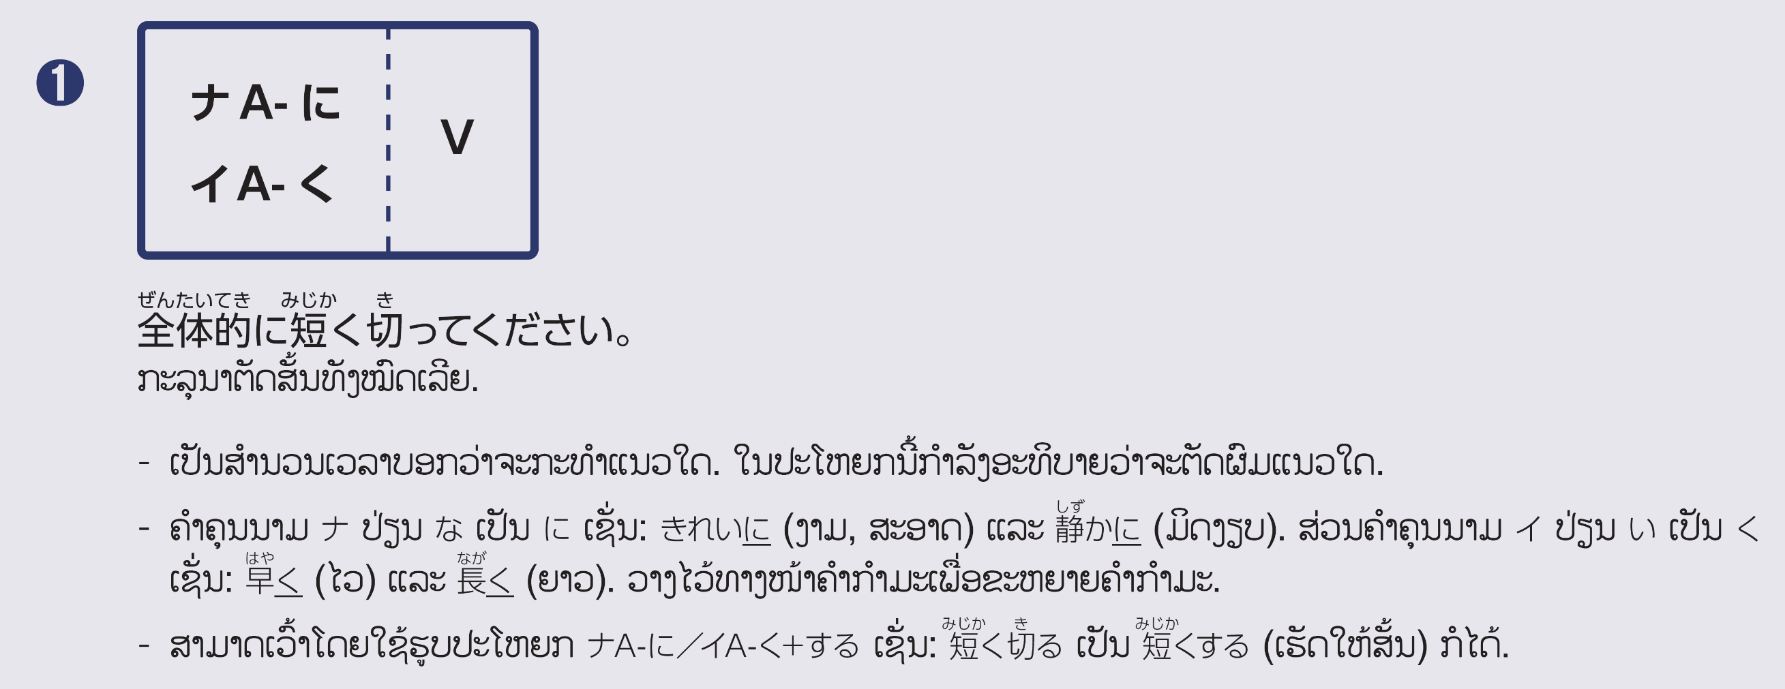 1
ナA-に
V
イA-く
ぜんたいてき みじか き
全体的に短く切ってください。
ກະລຸນາຕັດສັ້ນທັງໝົດເລີຍ.
- ເປັນສຳນວນເວລາບອກວ່າຈະກະທຳແນວໃດ. ໃນປະໂຫຍກນີ້ກຳລັງອະທິບາຍວ່າຈະຕັດຜົມແນວໃດ.
しず
- ຄຳຄຸນນາມ ナ ປ່ຽນ な ເປັນ に ເຊັ່ນ: きれいに (ງາມ, ສະອາດ) ແລະ 静かに (ມິດງຽບ). ສ່ວນຄຳຄຸນນາມ イ ປ່ຽນ い ເປັນ く
はや なが
ເຊັ່ນ: 早く (ໄວ) ແລະ 長く (ຍາວ). ວາງໄວ້ທາງໜ້າຄຳກຳມະເພື່ອຂະຫຍາຍຄຳກຳມະ.
みじか き みじか
- ສາມາດເວົ້າໂດຍໃຊ້ຮູບປະໂຫຍກ ナA-に／イA-く+する ເຊັ່ນ: 短く切る ເປັນ 短くする (ເຮັດໃຫ້ສັ້ນ) ກໍໄດ້.